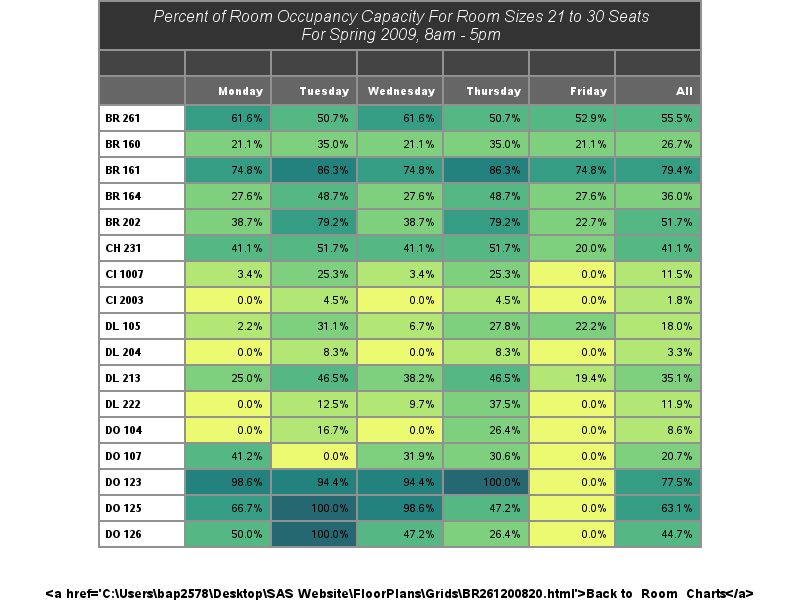 Percent of Room Occupancy Capacity For Room Sizes 21 to 30 Seats
For Spring 2009, 8am - 5pm
Monday Tuesday Wednesday Thursday Friday All
BR 261 61.6% 50.7% 61.6% 50.7% 52.9% 55.5%
BR 160 21.1% 35.0% 21.1% 35.0% 21.1% 26.7%
BR 161 74.8% 86.3% 74.8% 86.3% 74.8% 79.4%
BR 164 27.6% 48.7% 27.6% 48.7% 27.6% 36.0%
BR 202 38.7% 79.2% 38.7% 79.2% 22.7% 51.7%
CH 231 41.1% 51.7% 41.1% 51.7% 20.0% 41.1%
CI 1007 3.4% 25.3% 3.4% 25.3% 0.0% 11.5%
CI 2003 0.0% 4.5% 0.0% 4.5% 0.0% 1.8%
DL 105 2.2% 31.1% 6.7% 27.8% 22.2% 18.0%
DL 204 0.0% 8.3% 0.0% 8.3% 0.0% 3.3%
DL 213 25.0% 46.5% 38.2% 46.5% 19.4% 35.1%
DL 222 0.0% 12.5% 9.7% 37.5% 0.0% 11.9%
DO 104 0.0% 16.7% 0.0% 26.4% 0.0% 8.6%
DO 107 41.2% 0.0% 31.9% 30.6% 0.0% 20.7%
DO 123 98.6% 94.4% 94.4% 100.0% 0.0% 77.5%
DO 125 66.7% 100.0% 98.6% 47.2% 0.0% 63.1%
DO 126 50.0% 100.0% 47.2% 26.4% 0.0% 44.7%
<a href='C:\Users\bap2578\Desktop\SAS Website\FloorPlans\Grids\BR261200820.html'>Back to Room Charts</a>